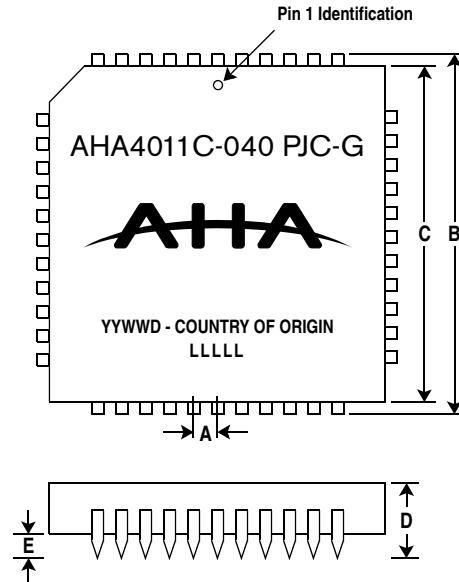 Pin 1 Identification
AHA4011C-040 PJC-G
AHA
C
B
YYWWD - COUNTRY OF ORIGIN
LLLLL
A
D
E